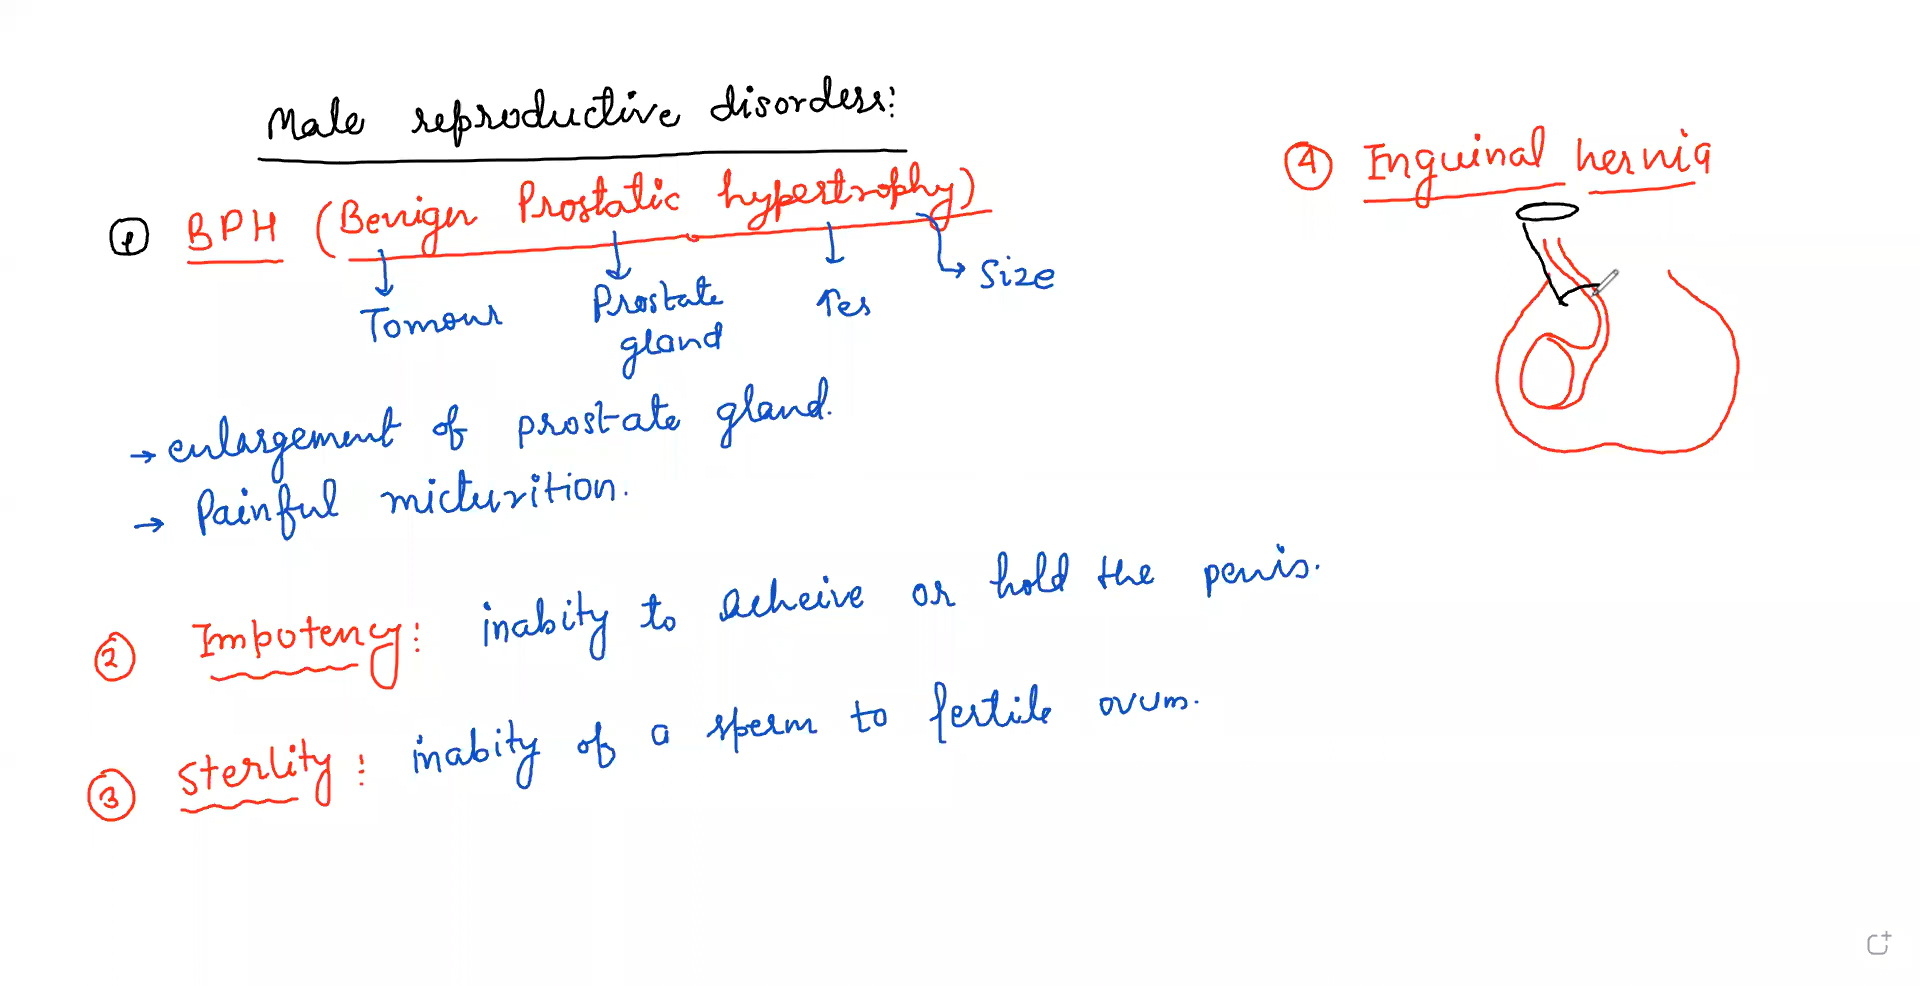 Male reproductive disorders:
① BPH (Benign Prostatic hypertrophy)
Tomour
Prostate
gland
↑es
Size
→ enlargement of prostate gland.
→ Painful micturition.
② Impotency: inabity to acheive or hold the penis.
③ Sterlity: inabity of a sperm to fertile ovum.
④ Inguinal hernia